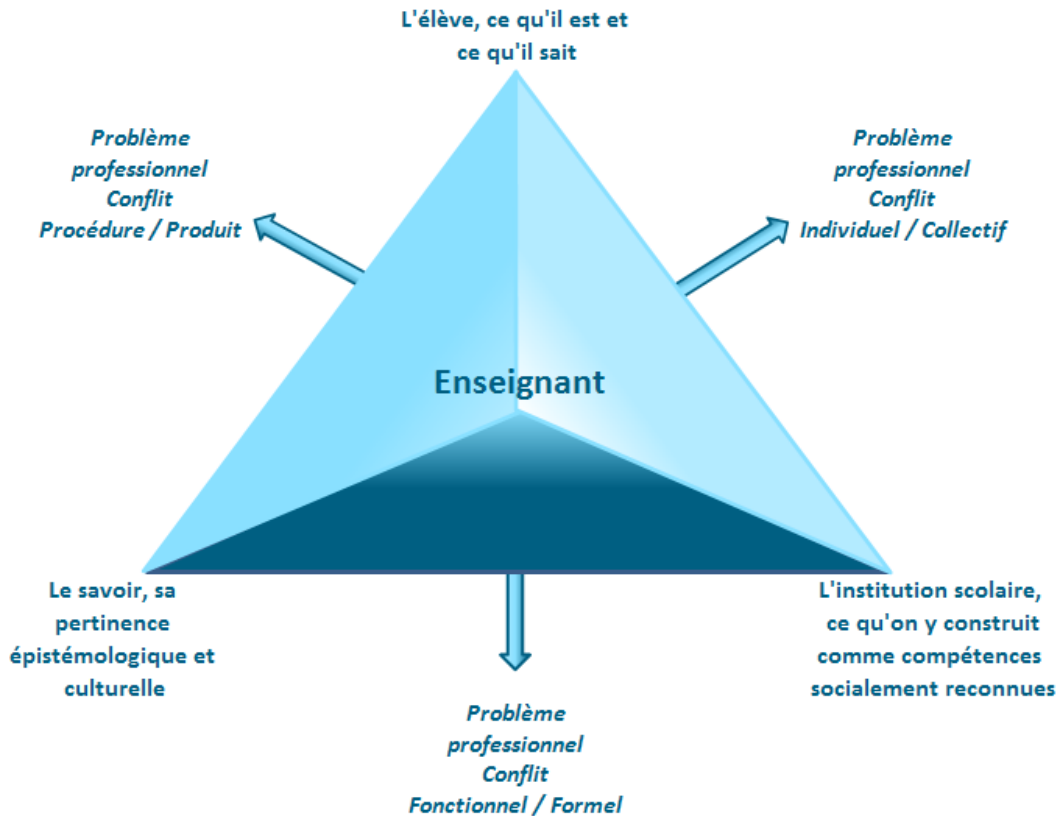 L'élève, ce qu'il est et
ce qu'il sait
Problème
professionnel
Conflit
Procédure / Produit
Problème
professionnel
Conflit
Individuel / Collectif
Enseignant
Le savoir, sa
pertinence
épistémologique et
culturelle
L'institution scolaire,
ce qu'on y construit
comme compétences
socialement reconnues
Problème
professionnel
Conflit
Fonctionnel / Formel